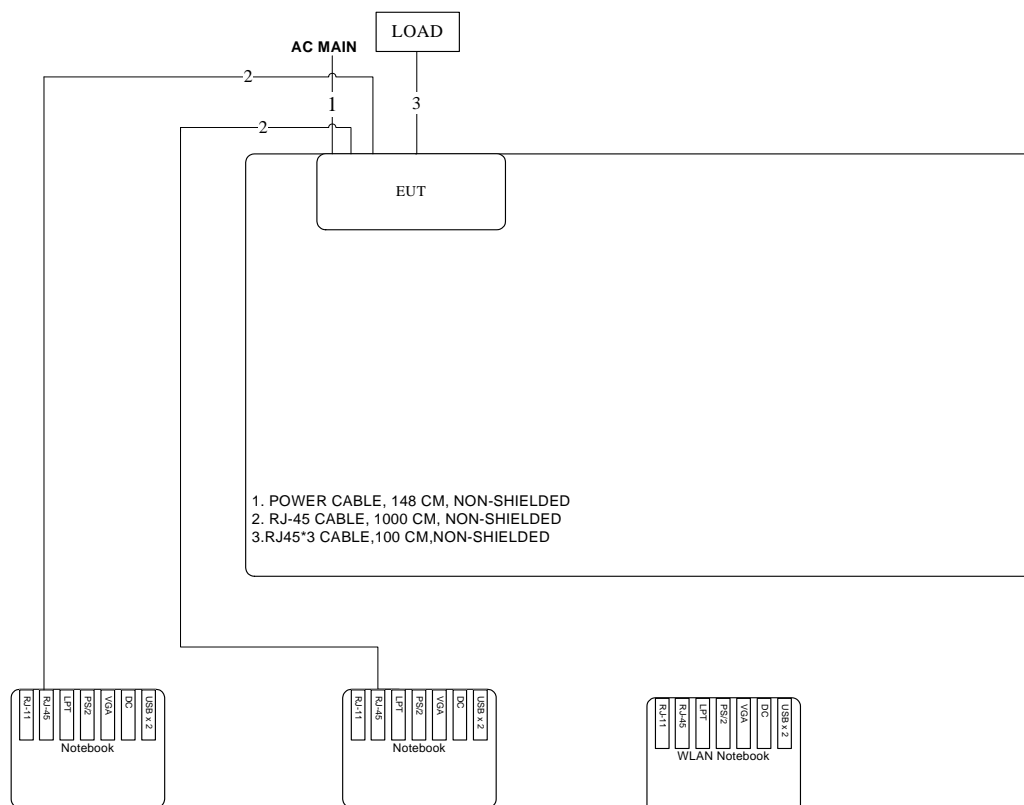 LOAD
AC MAIN
2
1
3
2
EUT
1. POWER CABLE, 148 CM, NON-SHIELDED
2. RJ-45 CABLE, 1000 CM, NON-SHIELDED
3.RJ45*3 CABLE,100 CM,NON-SHIELDED
RJ-11 RJ-45 LPT PS/2 VGA DC USB x 2
Notebook
RJ-11 RJ-45 LPT PS/2 VGA DC USB x 2
Notebook
RJ-11 RJ-45 LPT PS/2 VGA DC USB x 2
WLAN Notebook